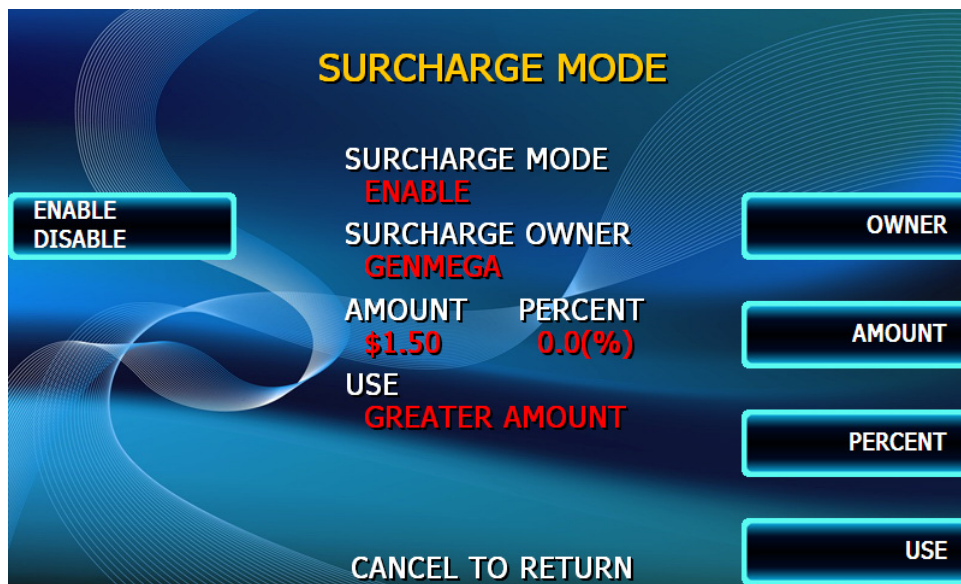 SURCHARGE MODE
SURCHARGE MODE
ENABLE
ENABLE
DISABLE
SURCHARGE OWNER
GENMEGA
OWNER
AMOUNT PERCENT
$1.50 0.0(%)
AMOUNT
USE
GREATER AMOUNT
PERCENT
USE
CANCEL TO RETURN